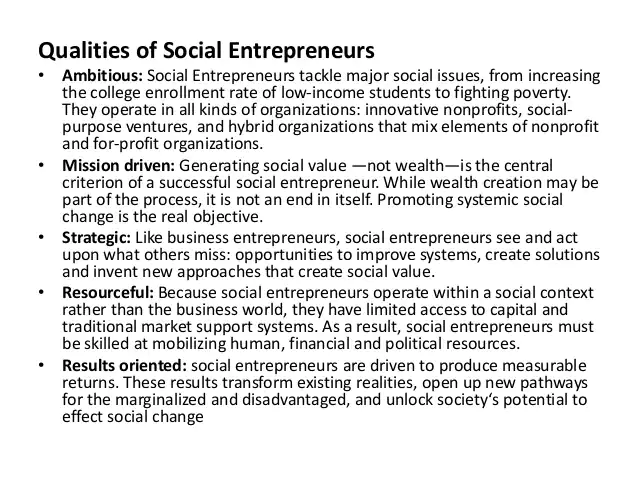 Qualities of Social Entrepreneurs
• Ambitious: Social Entrepreneurs tackle major social issues, from increasing
the college enrollment rate of low-income students to fighting poverty.
They operate in all kinds of organizations: innovative nonprofits, social-
purpose ventures, and hybrid organizations that mix elements of nonprofit
and for-profit organizations.
• Mission driven: Generating social value —not wealth—is the central
criterion of a successful social entrepreneur. While wealth creation may be
part of the process, it is not an end in itself. Promoting systemic social
change is the real objective.
• Strategic: Like business entrepreneurs, social entrepreneurs see and act
upon what others miss: opportunities to improve systems, create solutions
and invent new approaches that create social value.
• Resourceful: Because social entrepreneurs operate within a social context
rather than the business world, they have limited access to capital and
traditional market support systems. As a result, social entrepreneurs must
be skilled at mobilizing human, financial and political resources.
• Results oriented: social entrepreneurs are driven to produce measurable
returns. These results transform existing realities, open up new pathways
for the marginalized and disadvantaged, and unlock society‘s potential to
effect social change